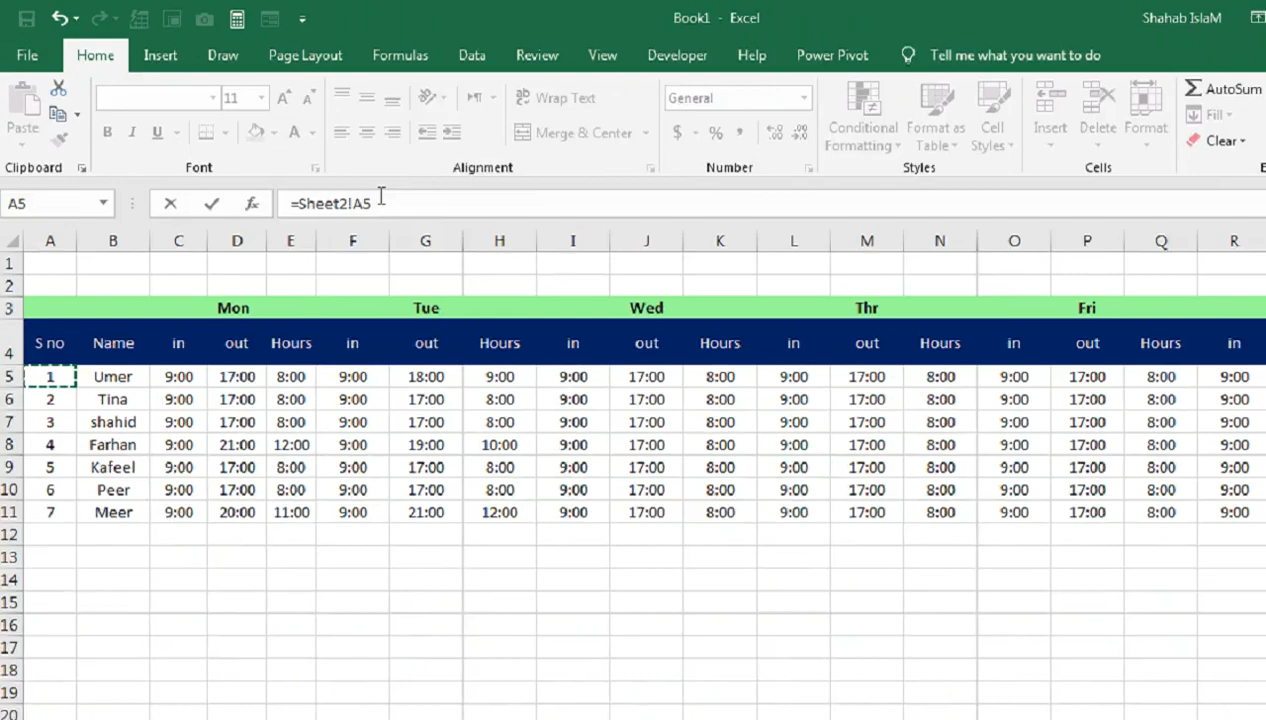 Book1 - Excel
Shahab IslaM
File Home Insert Draw Page Layout Formulas Data Review View Developer Help Power Pivot Tell me what you want to do
11 A A Wrap Text General AutoSum
Paste Fill
B I U A Merge & Center $ % , Conditional Formatting Format as Table Cell Styles Insert Delete Format Clear
Clipboard Font Alignment Number Styles Cells E
A5 fx =Sheet2!A5
A B C D E F G H I J K L M N O P Q R
1
2
3 Mon Tue Wed Thr Fri
4 S no Name in out Hours in out Hours in out Hours in out Hours in out Hours in
5 1 Umer 9:00 17:00 8:00 9:00 18:00 9:00 9:00 17:00 8:00 9:00 17:00 8:00 9:00 17:00 8:00 9:00
6 2 Tina 9:00 17:00 8:00 9:00 17:00 8:00 9:00 17:00 8:00 9:00 17:00 8:00 9:00 17:00 8:00 9:00
7 3 shahid 9:00 17:00 8:00 9:00 17:00 8:00 9:00 17:00 8:00 9:00 17:00 8:00 9:00 17:00 8:00 9:00
8 4 Farhan 9:00 21:00 12:00 9:00 19:00 10:00 9:00 17:00 8:00 9:00 17:00 8:00 9:00 17:00 8:00 9:00
9 5 Kafeel 9:00 17:00 8:00 9:00 17:00 8:00 9:00 17:00 8:00 9:00 17:00 8:00 9:00 17:00 8:00 9:00
10 6 Peer 9:00 17:00 8:00 9:00 17:00 8:00 9:00 17:00 8:00 9:00 17:00 8:00 9:00 17:00 8:00 9:00
11 7 Meer 9:00 20:00 11:00 9:00 21:00 12:00 9:00 17:00 8:00 9:00 17:00 8:00 9:00 17:00 8:00 9:00
12
13
14
15
16
17
18
19
20